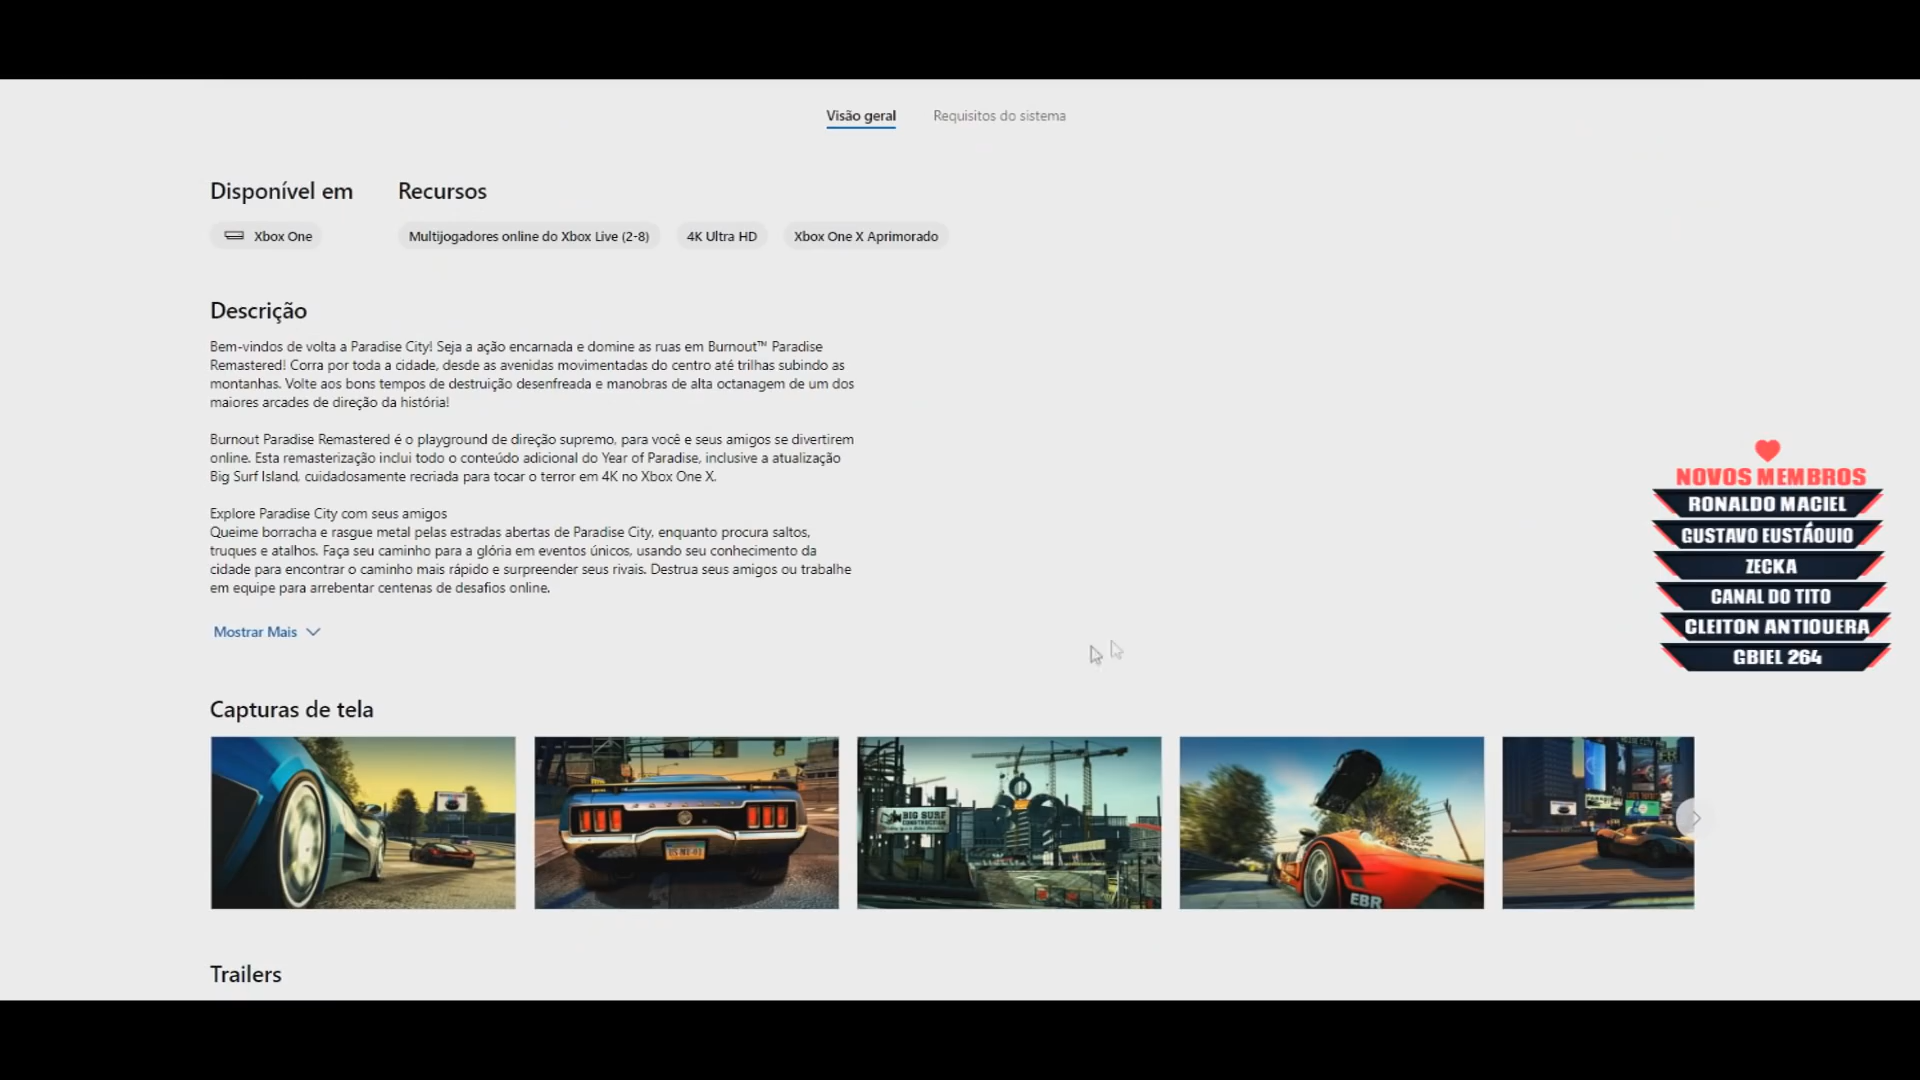 Visão geral
Requisitos do sistema
Disponível em
Recursos
Xbox One
Multijogadores online do Xbox Live (2-8)
4K Ultra HD
Xbox One X Aprimorado
Descrição
Bem-vindos de volta a Paradise City! Seja a ação encarnada e domine as ruas em Burnout™ Paradise
Remastered! Corra por toda a cidade, desde as avenidas movimentadas do centro até trilhas subindo as
montanhas. Volte aos bons tempos de destruição desenfreada e manobras de alta octanagem de um dos
maiores arcades de direção da história!
Burnout Paradise Remastered é o playground de direção supremo, para você e seus amigos se divertirem
online. Esta remasterização inclui todo o conteúdo adicional do Year of Paradise, inclusive a atualização
Big Surf Island, cuidadosamente recriada para tocar o terror em 4K no Xbox One X.
Explore Paradise City com seus amigos
Queime borracha e rasgue metal pelas estradas abertas de Paradise City, enquanto procura saltos,
truques e atalhos. Faça seu caminho para a glória em eventos únicos, usando seu conhecimento da
cidade para encontrar o caminho mais rápido e surpreender seus rivais. Destrua seus amigos ou trabalhe
em equipe para arrebentar centenas de desafios online.
Mostrar Mais
NOVOS MEMBROS
RONALDO MACIEL
GUSTAVO EUSTÁQUIO
ZECKA
CANAL DO TITO
CLEITON ANTIQUERA
GBIEL 264
Capturas de tela
BIG SURF
CONSTRUCTION
EBR
Trailers